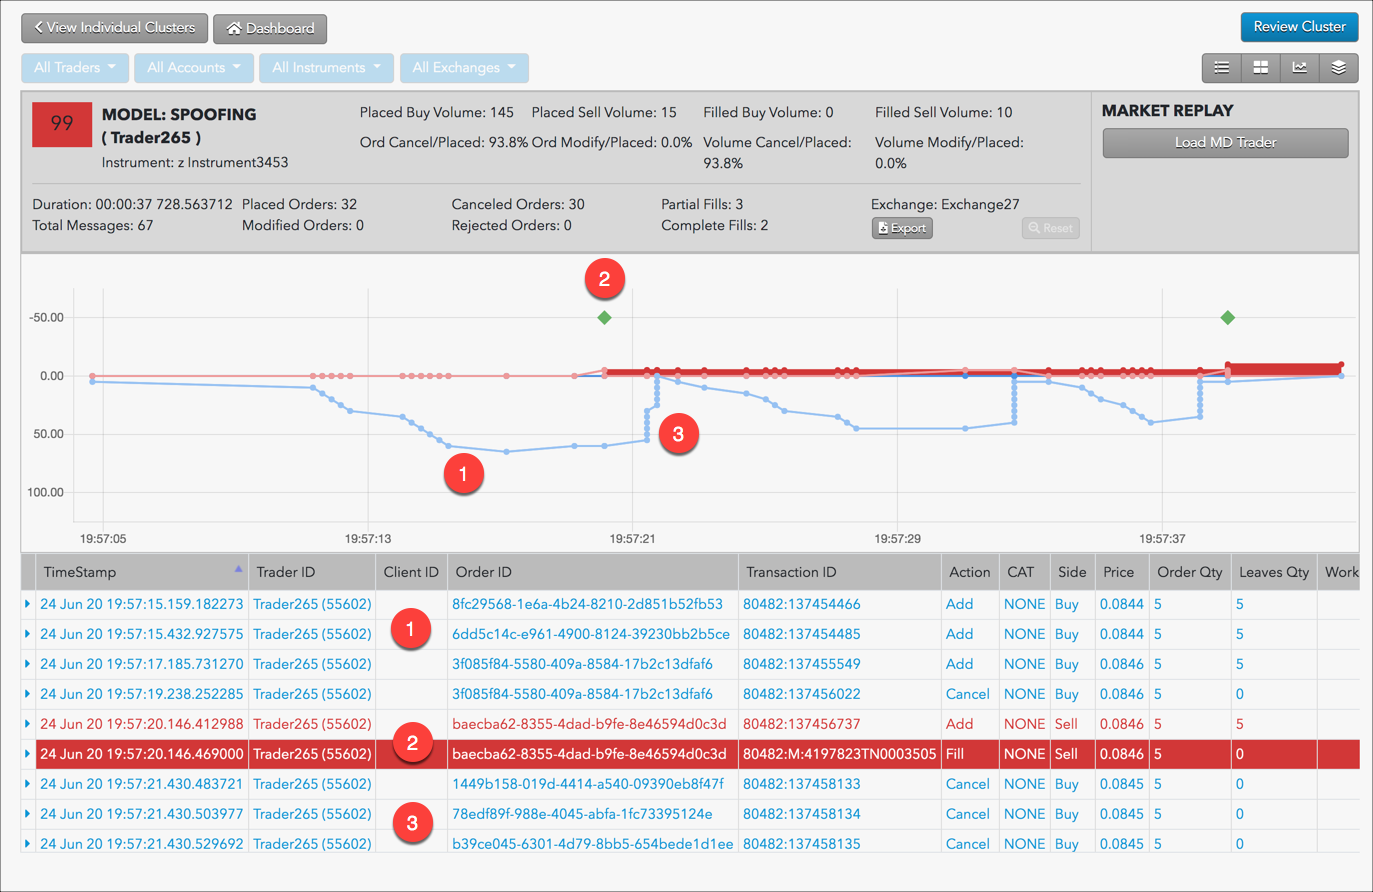 View Individual Clusters Dashboard Review Cluster
All Traders All Accounts All Instruments All Exchanges
99 MODEL: SPOOFING
( Trader265 )
Instrument: z Instrument3453
Placed Buy Volume: 145 Placed Sell Volume: 15 Filled Buy Volume: 0 Filled Sell Volume: 10
Ord Cancel/Placed: 93.8% Ord Modify/Placed: 0.0% Volume Cancel/Placed: 93.8% Volume Modify/Placed: 0.0%
MARKET REPLAY
Load MD Trader
Duration: 00:00:37 728.563712 Placed Orders: 32 Canceled Orders: 30 Partial Fills: 3 Exchange: Exchange27
Total Messages: 67 Modified Orders: 0 Rejected Orders: 0 Complete Fills: 2 Export Reset
2
-50.00
0.00
50.00
3
1
100.00
19:57:05 19:57:13 19:57:21 19:57:29 19:57:37
TimeStamp Trader ID Client ID Order ID Transaction ID Action CAT Side Price Order Qty Leaves Qty Work
24 Jun 20 19:57:15.159.182273 Trader265 (55602) 8fc29568-1e6a-4b24-8210-2d851b52fb53 80482:137454466 Add NONE Buy 0.0844 5 5
1
24 Jun 20 19:57:15.432.927575 Trader265 (55602) 6dd5c14c-e961-4900-8124-39230bb2b5ce 80482:137454485 Add NONE Buy 0.0844 5 5
24 Jun 20 19:57:17.185.731270 Trader265 (55602) 3f085f84-5580-409a-8584-17b2c13dfaf6 80482:137455549 Add NONE Buy 0.0846 5 5
24 Jun 20 19:57:19.238.252285 Trader265 (55602) 3f085f84-5580-409a-8584-17b2c13dfaf6 80482:137456022 Cancel NONE Buy 0.0846 5 0
24 Jun 20 19:57:20.146.412988 Trader265 (55602) baecba62-8355-4dad-b9fe-8e46594d0c3d 80482:137456737 Add NONE Sell 0.0846 5 5
2
24 Jun 20 19:57:20.146.469000 Trader265 (55602) baecba62-8355-4dad-b9fe-8e46594d0c3d 80482:M:4197823TN0003505 Fill NONE Sell 0.0846 5 0
24 Jun 20 19:57:21.430.483721 Trader265 (55602) 1449b158-019d-4414-a540-09390eb8f47f 80482:137458133 Cancel NONE Buy 0.0845 5 0
24 Jun 20 19:57:21.430.503977 Trader265 (55602) 78edf89f-988e-4045-abfa-1fc73395124e 80482:137458134 Cancel NONE Buy 0.0845 5 0
3
24 Jun 20 19:57:21.430.529692 Trader265 (55602) b39ce045-6301-4d79-8bb5-654bede1d1ee 80482:137458135 Cancel NONE Buy 0.0845 5 0